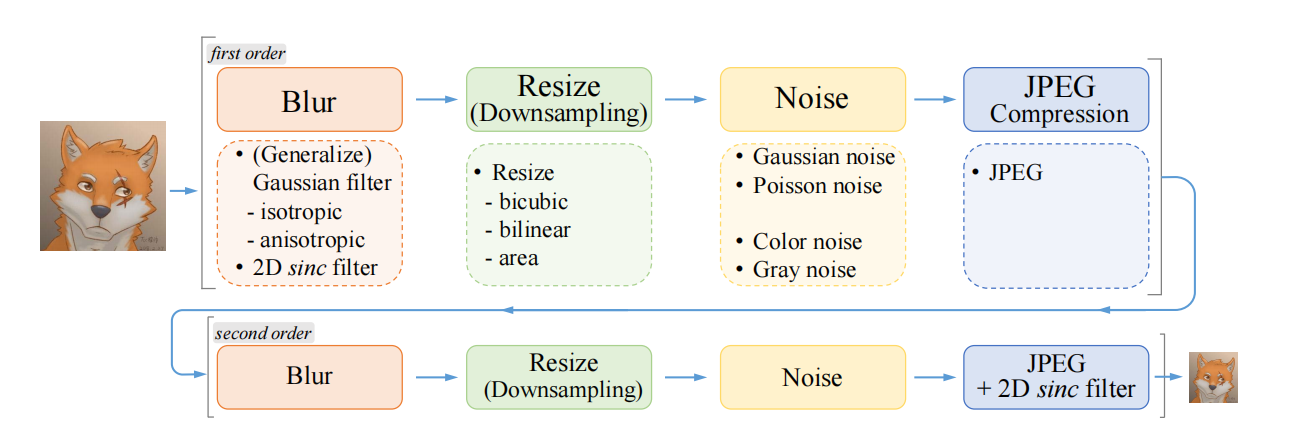 first order
Blur
Resize
(Downsampling)
Noise
JPEG
Compression
• (Generalize)
Gaussian filter
- isotropic
- anisotropic
• 2D sinc filter
• Resize
- bicubic
- bilinear
- area
• Gaussian noise
• Poisson noise
• Color noise
• Gray noise
• JPEG
second order
Blur
Resize
(Downsampling)
Noise
JPEG
+ 2D sinc filter